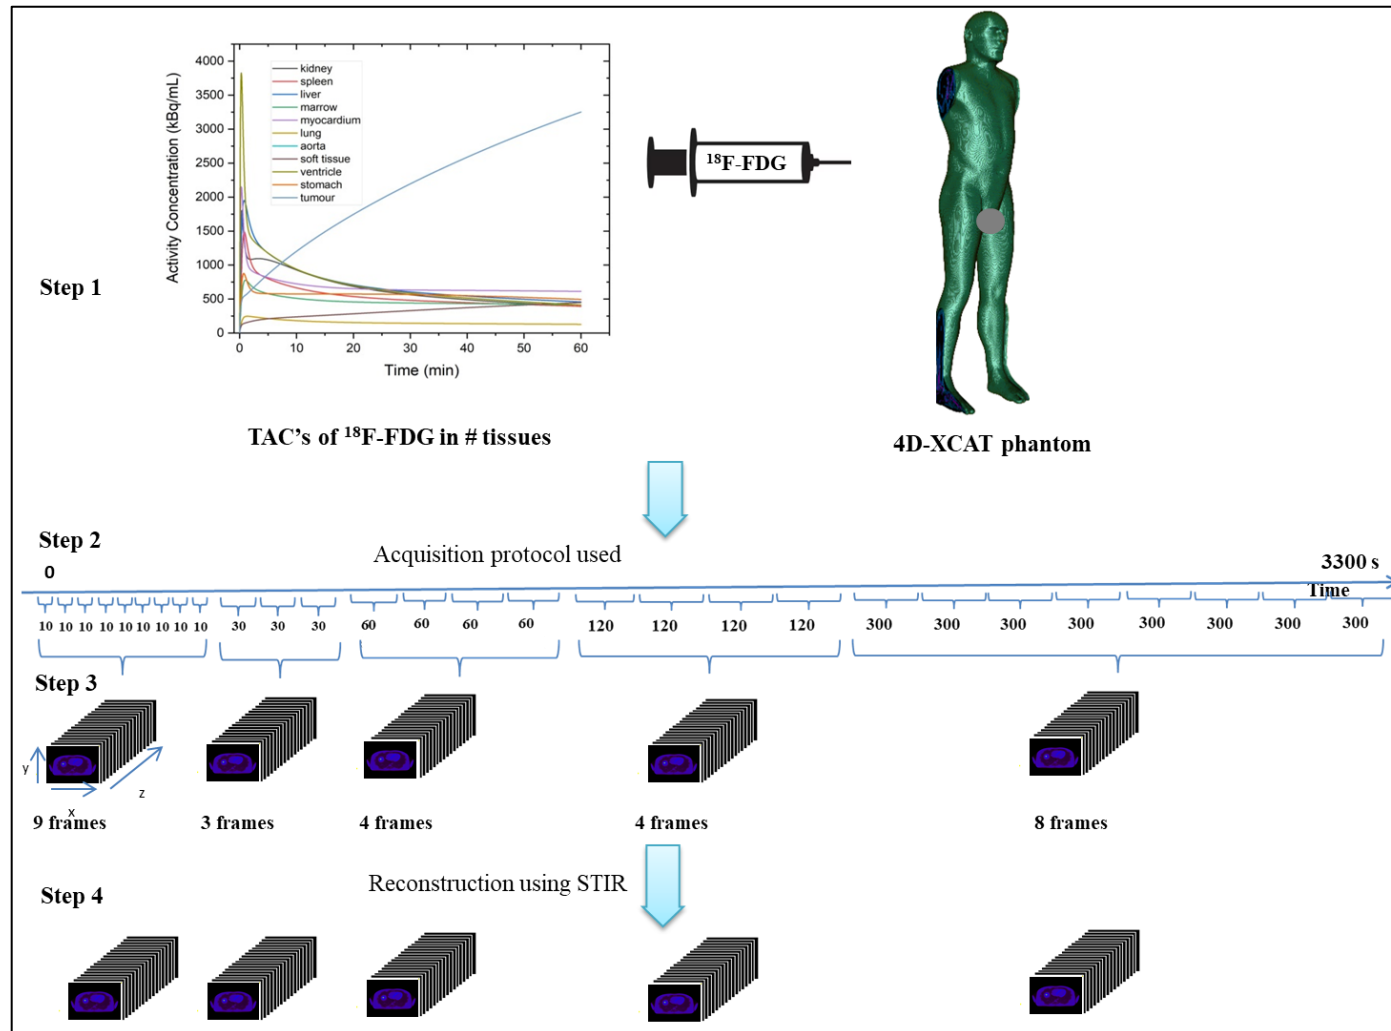 4000
3500
3000
2500
2000
1500
1000
500
0
Activity Concentration (kBq/mL)
kidney
spleen
liver
marrow
myocardium
lung
aorta
soft tissue
ventricle
stomach
tumour
0 10 20 30 40 50 60
Time (min)
18F-FDG
Step 1
TAC’s of 18F-FDG in # tissues
4D-XCAT phantom
Step 2
Acquisition protocol used
0
3300 s
Time
10 10 10 10 10 10 10 10 10 30 30 30 60 60 60 60 120 120 120 120 300 300 300 300 300 300 300 300
Step 3
y
x
z
9 frames 3 frames 4 frames 4 frames 8 frames
Reconstruction using STIR
Step 4